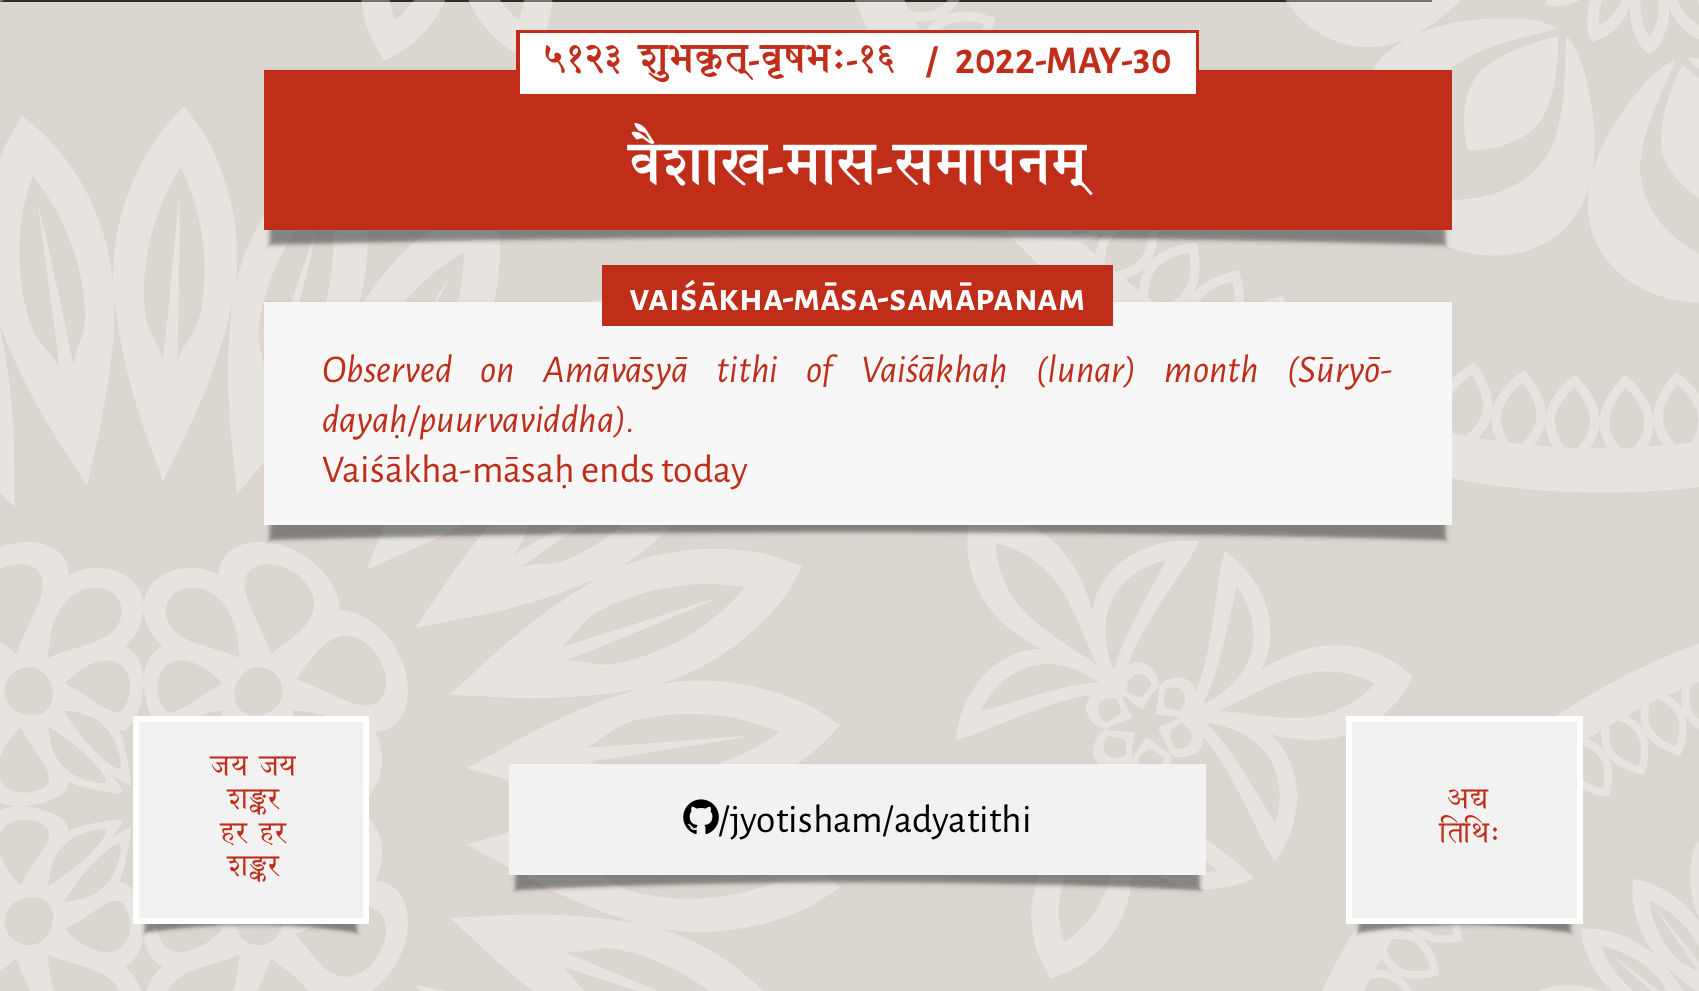 ५१२३ शुभकृत्-वृषभः-१६ / 2022-MAY-30
वैशाख-मास-समापनम्
VAIŚĀKHA-MĀSA-SAMĀPANAM
Observed on Amāvāsyā tithi of Vaiśākhaḥ (lunar) month (Sūryō-
dayaḥ/puurvaviddha).
Vaiśākha-māsaḥ ends today
जय जय
शङ्कर
हर हर
शङ्कर
/jyotisham/adyatithi
अद्य
तिथिः